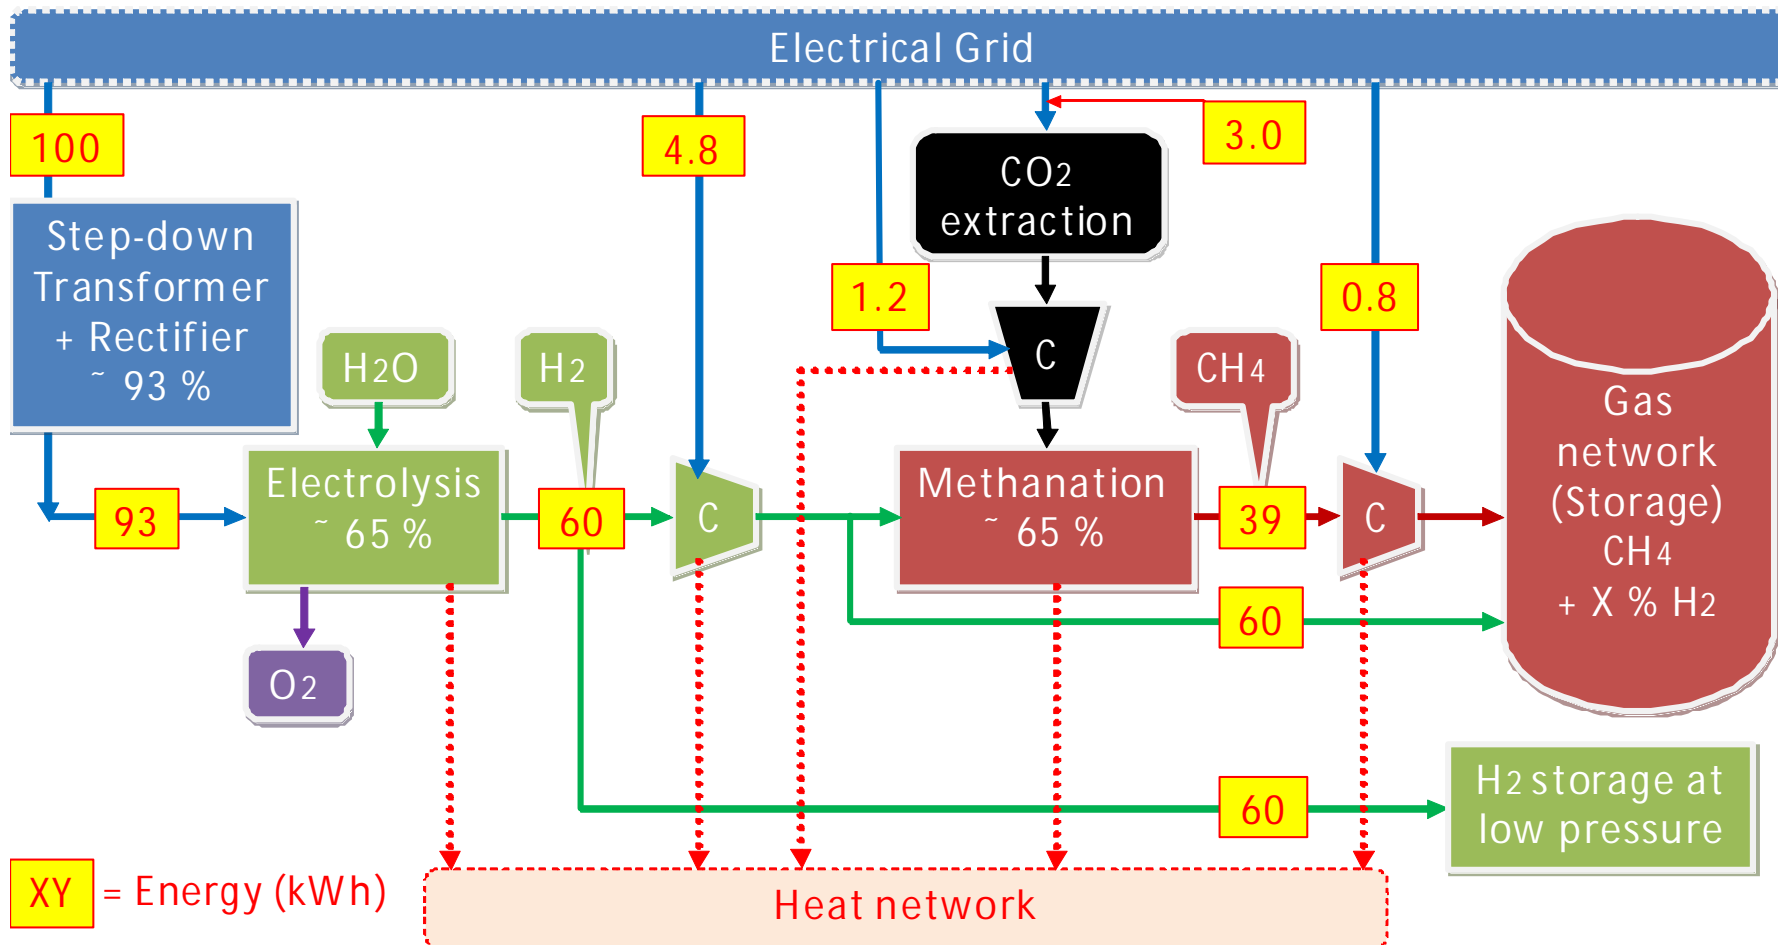 Electrical Grid
100
4.8
3.0
CO2
extraction
Step-down
Transformer
+ Rectifier
~ 93 %
1.2
0.8
H2O
H2
C
CH4
Gas
network
(Storage)
CH4
+ X % H2
Electrolysis
~ 65 %
93
60
C
Methanation
~ 65 %
39
C
60
O2
H2 storage at
low pressure
60
XY = Energy (kWh)
Heat network